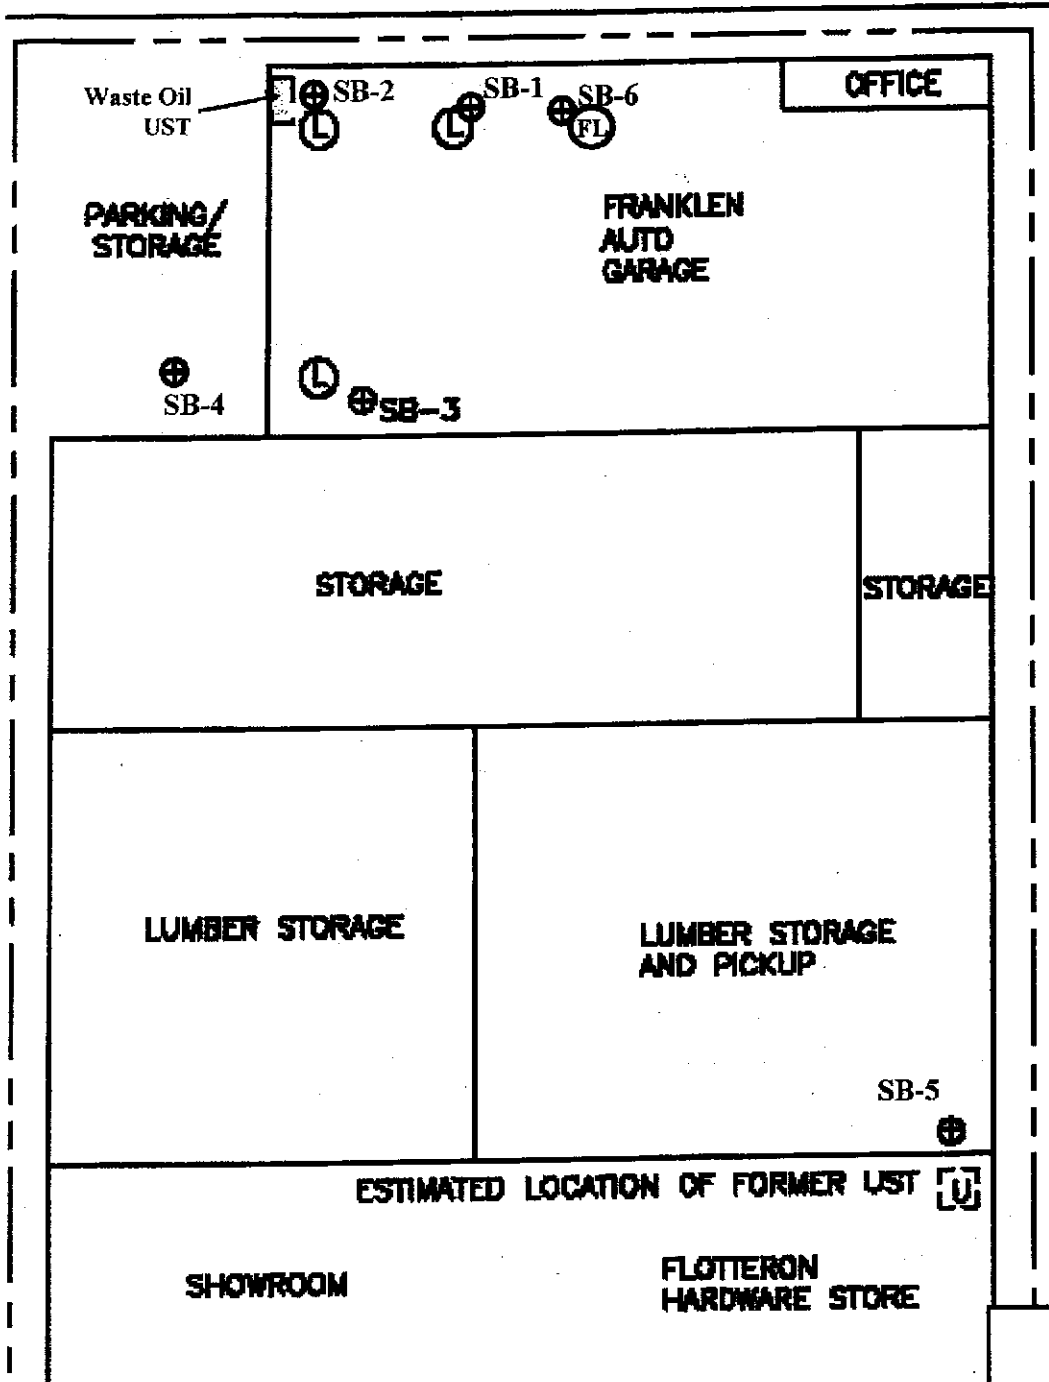 OFFICE
Waste Oil
UST
SB-2
SB-1
SB-6
L
L
FL
PARKING/
STORAGE
FRANKLEN
AUTO
GARAGE
L
SB-4
SB-3
STORAGE
STORAGE
LUMBER STORAGE
LUMBER STORAGE
AND PICKUP
SB-5
ESTIMATED LOCATION OF FORMER UST
U
SHOWROOM
FLOTTERON
HARDWARE STORE